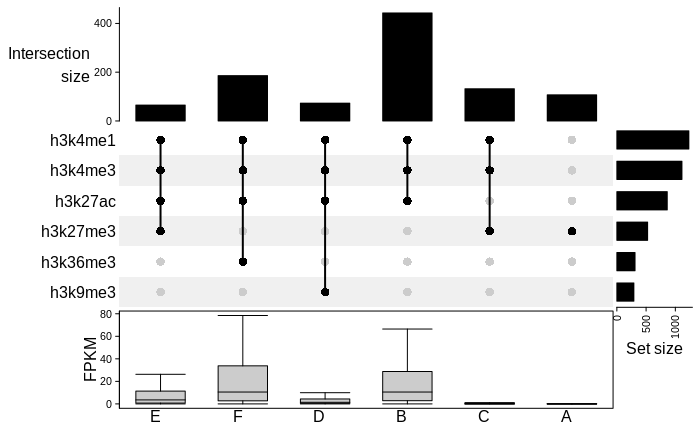 400
Intersection
size 200
0
h3k4me1
h3k4me3
h3k27ac
h3k27me3
h3k36me3
h3k9me3
0 500 1000
Set size
80
60
40
20
0
FPKM
E F D B C A